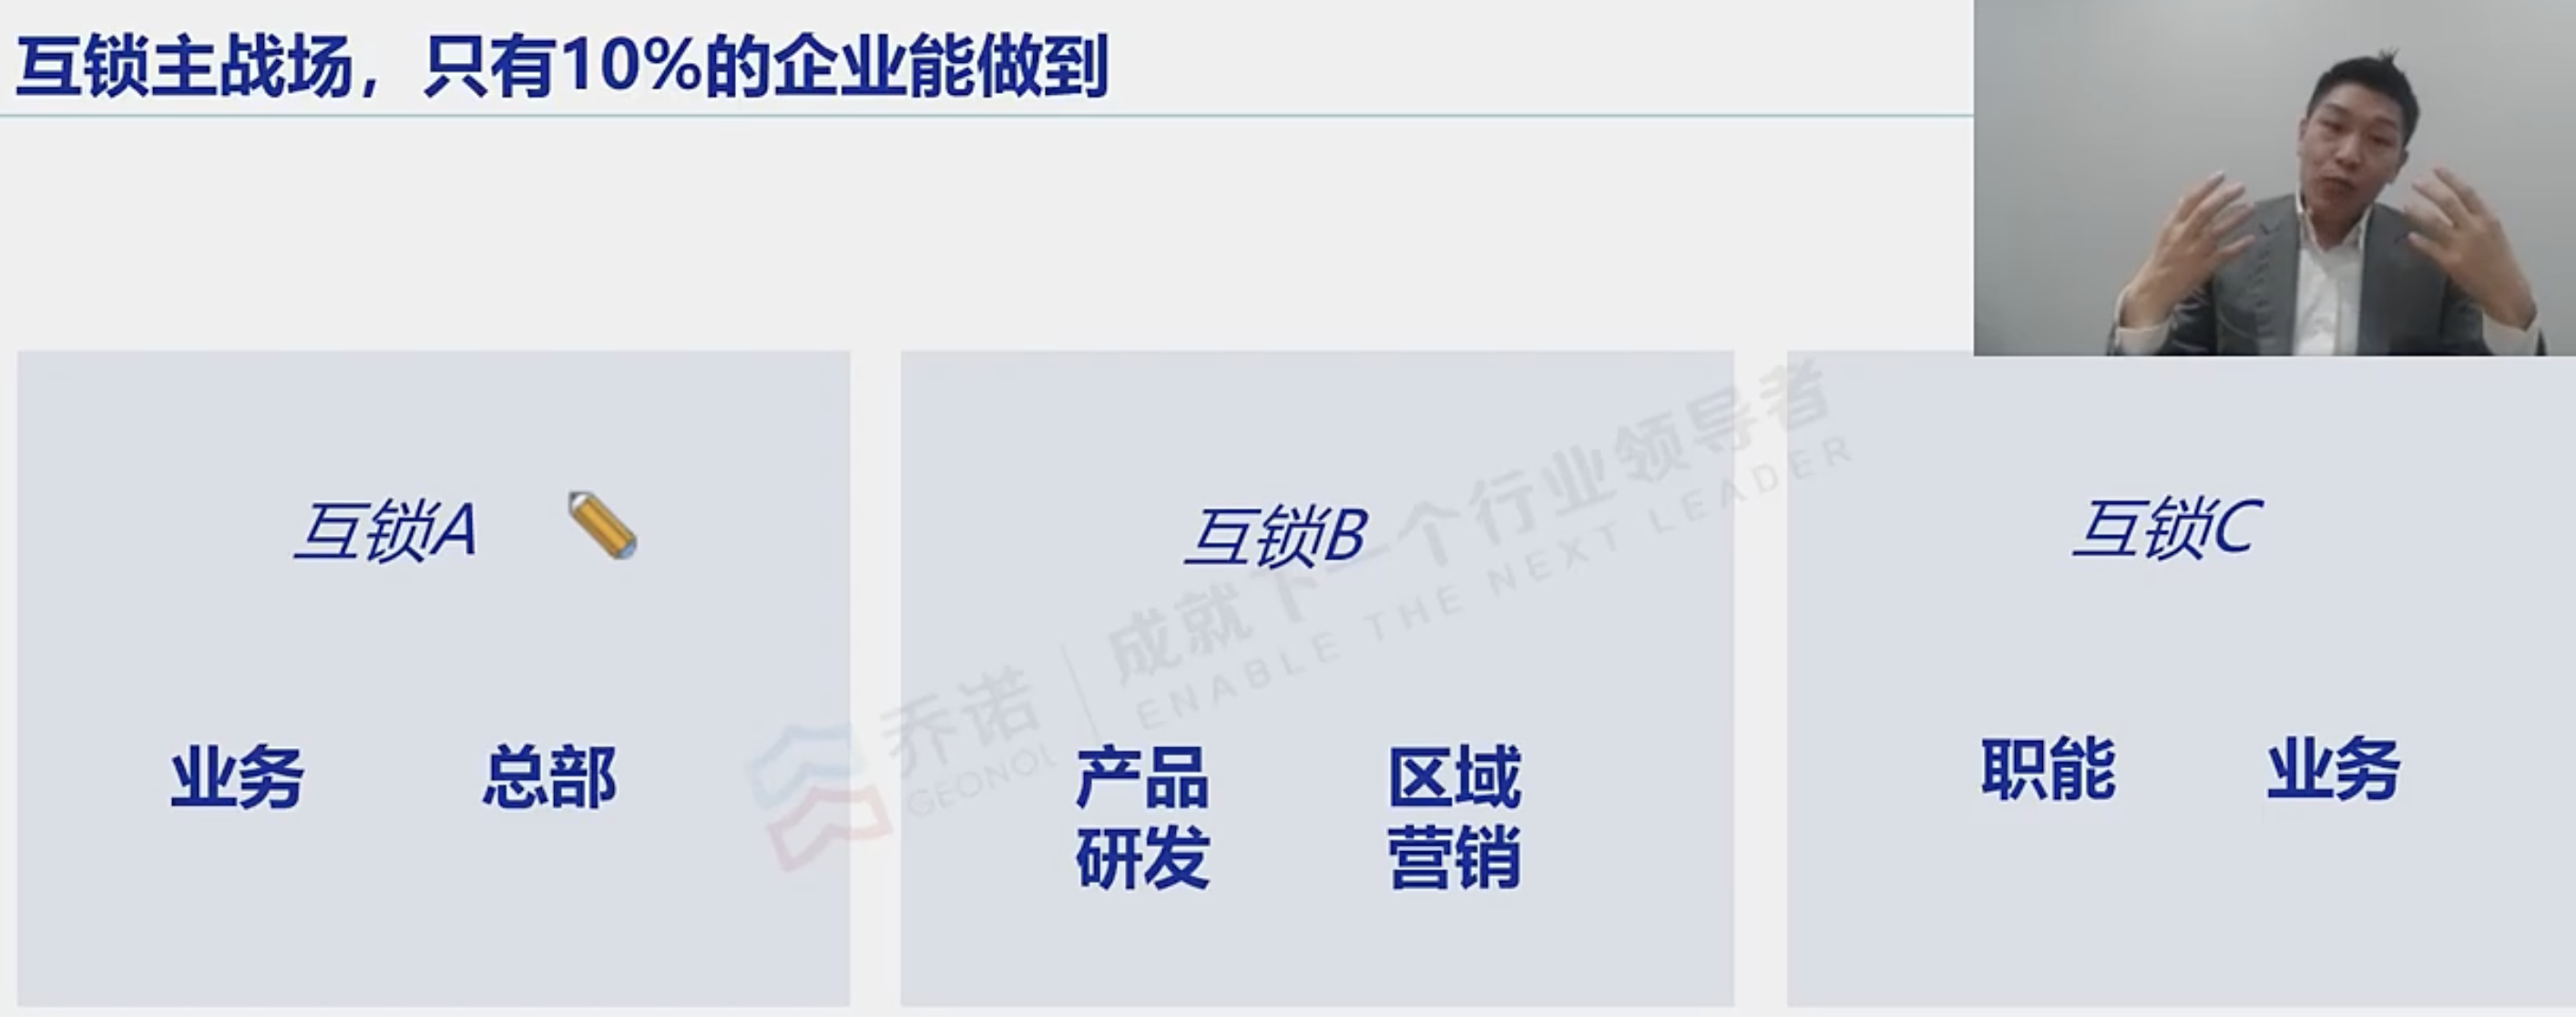 互锁主战场，只有10%的企业能做到
互锁A
业务 总部
互锁B
产品 区域
研发 营销
互锁C
职能 业务
乔诺
GEONOL
成就下一个行业领导者
ENABLE THE NEXT LEADER